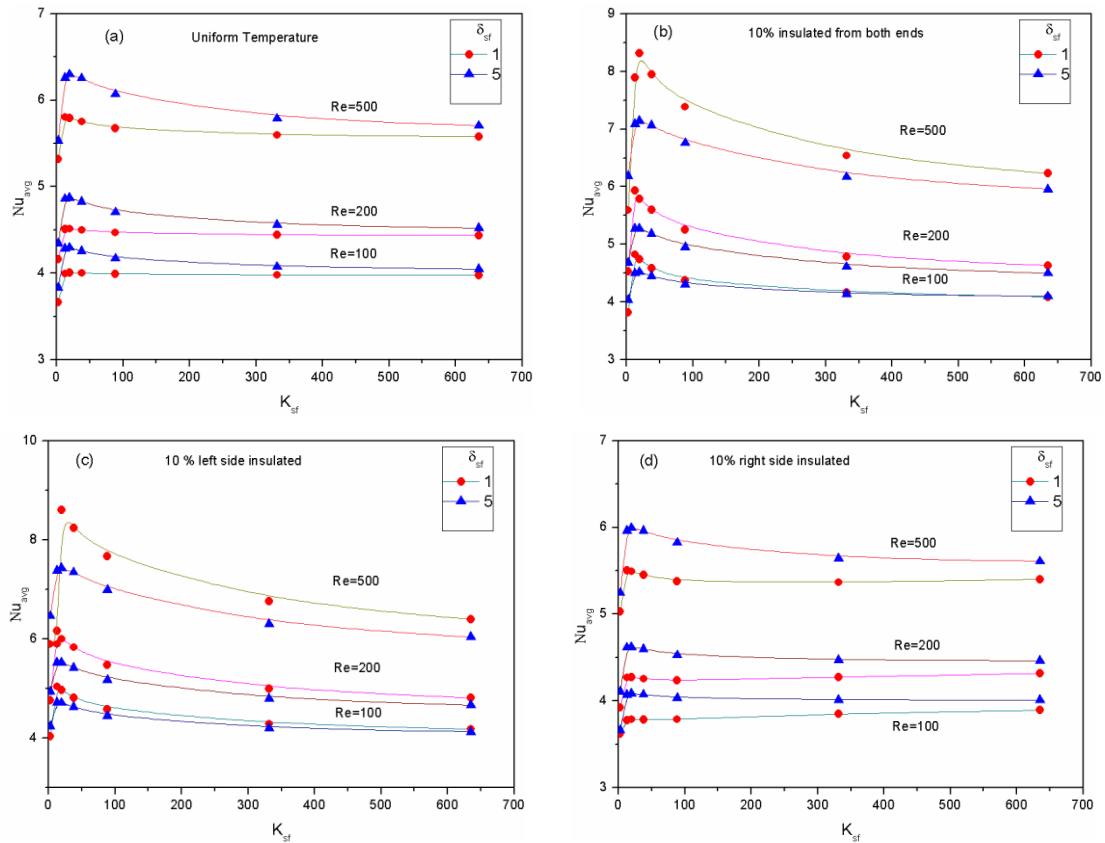 (a)
Uniform Temperature
δsf
1
5
Re=500
Re=200
Re=100
Nuavg
7
6
5
4
3
0 100 200 300 400 500 600 700
Ksf
(b)
10% insulated from both ends
δsf
1
5
Re=500
Re=200
Re=100
Nuavg
9
8
7
6
5
4
3
0 100 200 300 400 500 600 700
Ksf
(c)
10 % left side insulated
δsf
1
5
Re=500
Re=200
Re=100
Nuavg
10
8
6
4
0 100 200 300 400 500 600 700
Ksf
(d)
10% right side insulated
δsf
1
5
Re=500
Re=200
Re=100
Nuavg
7
6
5
4
3
0 100 200 300 400 500 600 700
Ksf